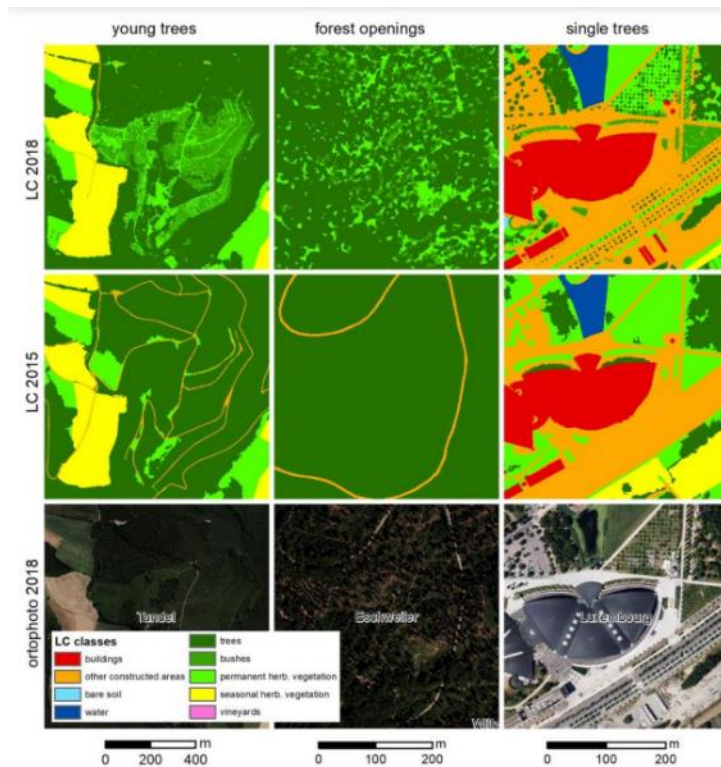 young trees forest openings single trees
LC 2018
LC 2015
ortophoto 2018
Tandel Eschweiler Luxembourg
LC classes
buildings
other constructed areas
bare soil
water
trees
bushes
permanent herb. vegetation
seasonal herb. vegetation
vineyards
m
0 200 400
m
0 100 200
m
0 100 200